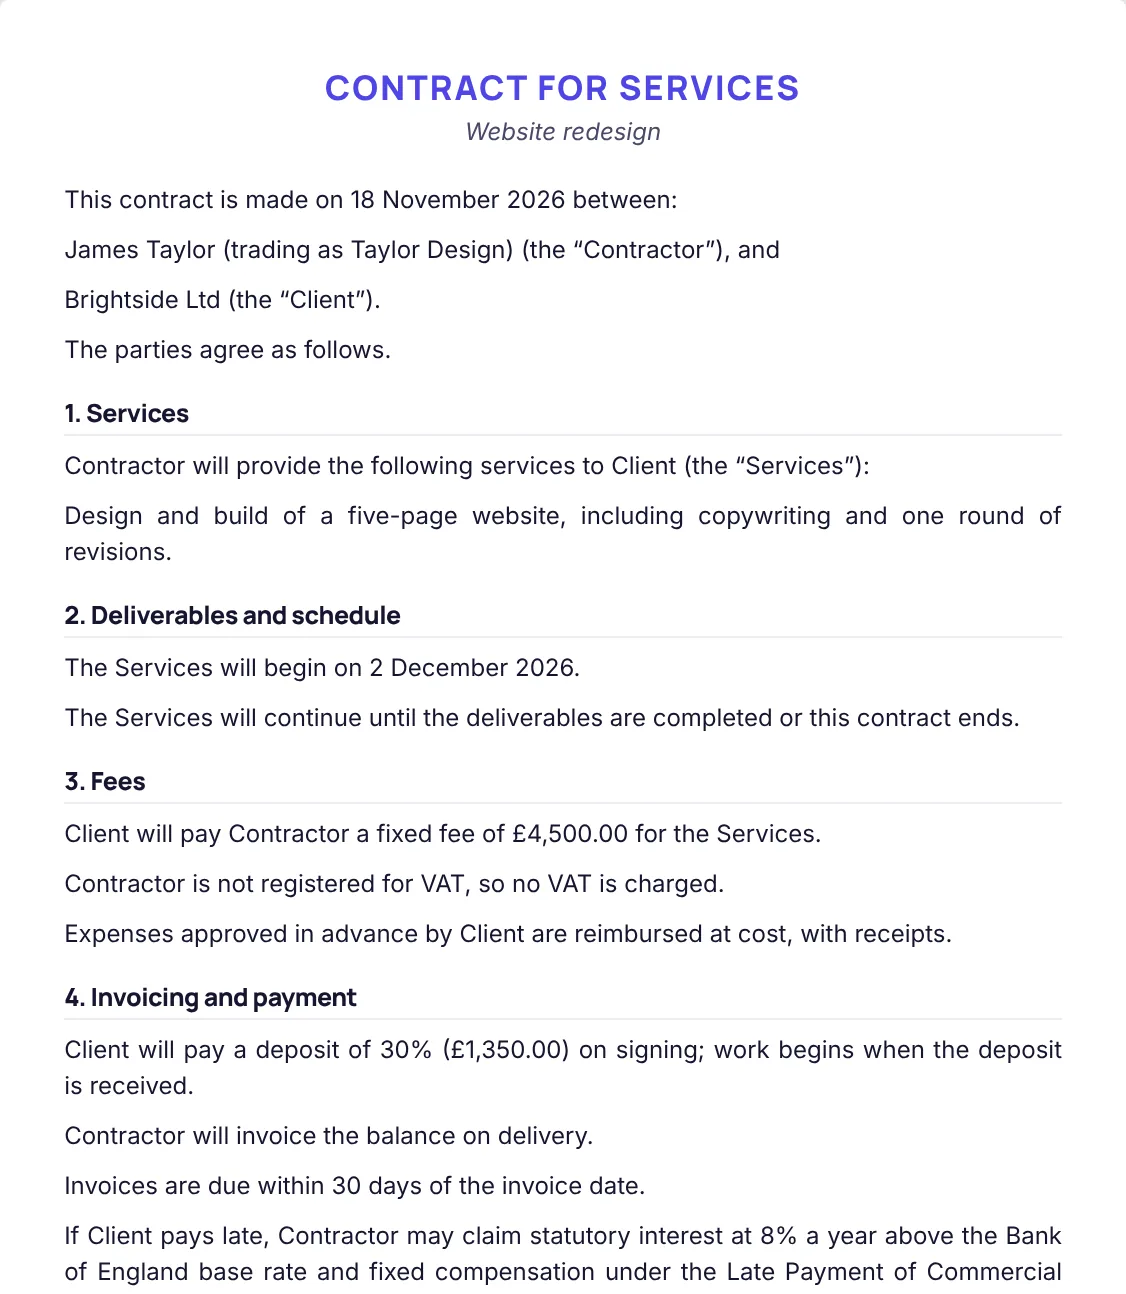 CONTRACT FOR SERVICES
Website redesign
This contract is made on 18 November 2026 between:
James Taylor (trading as Taylor Design) (the “Contractor”), and
Brightside Ltd (the “Client”).
The parties agree as follows.
1. Services
Contractor will provide the following services to Client (the “Services”):
Design and build of a five-page website, including copywriting and one round of
revisions.
2. Deliverables and schedule
The Services will begin on 2 December 2026.
The Services will continue until the deliverables are completed or this contract ends.
3. Fees
Client will pay Contractor a fixed fee of £4,500.00 for the Services.
Contractor is not registered for VAT, so no VAT is charged.
Expenses approved in advance by Client are reimbursed at cost, with receipts.
4. Invoicing and payment
Client will pay a deposit of 30% (£1,350.00) on signing; work begins when the deposit
is received.
Contractor will invoice the balance on delivery.
Invoices are due within 30 days of the invoice date.
If Client pays late, Contractor may claim statutory interest at 8% a year above the Bank
of England base rate and fixed compensation under the Late Payment of Commercial